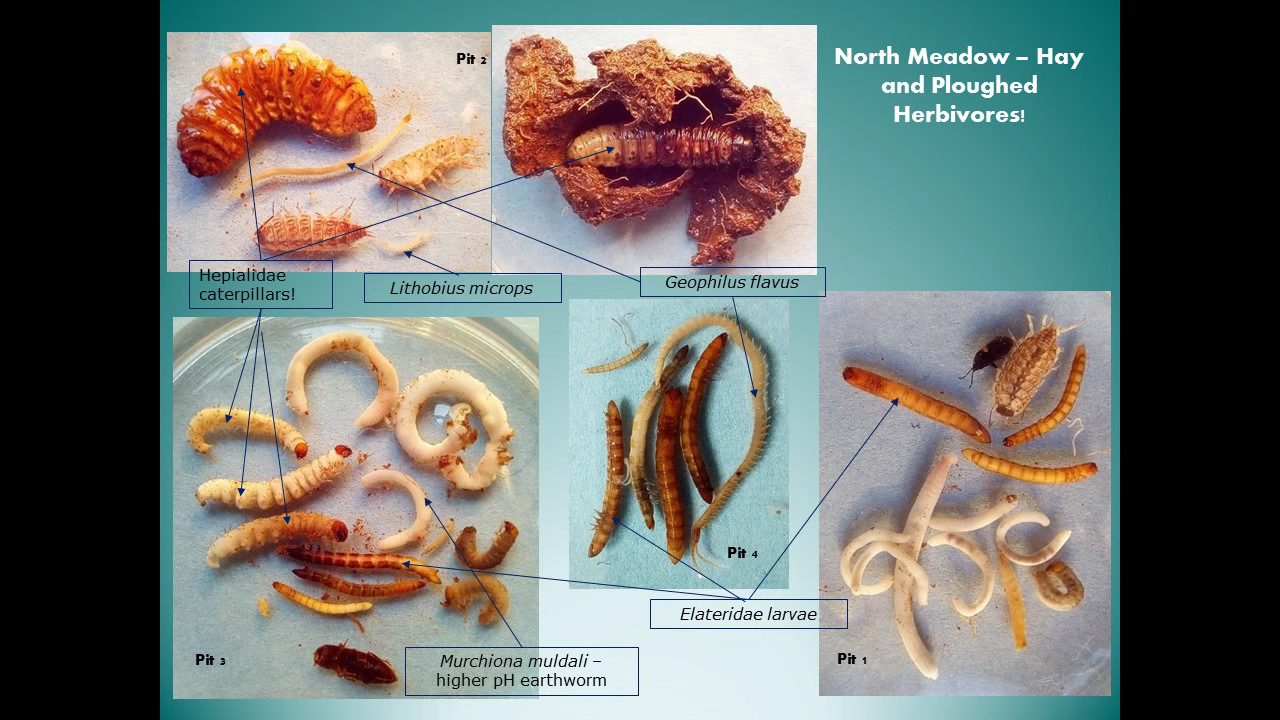 Pit 2
North Meadow – Hay
and Ploughed
Herbivores!
Hepialidae
caterpillars!
Lithobius microps
Geophilus flavus
Pit 4
Elateridae larvae
Pit 3
Murchiona muldali –
higher pH earthworm
Pit 1